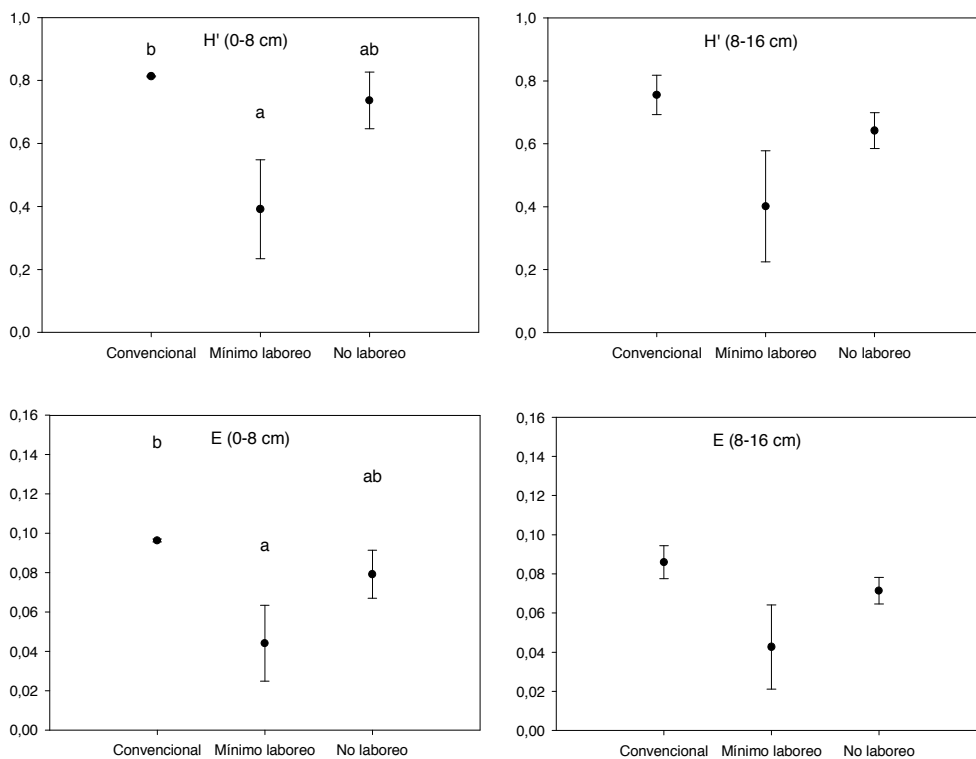 H' (0-8 cm)
b
a
ab
1,0
0,8
0,6
0,4
0,2
0,0
Convencional Mínimo laboreo No laboreo
H' (8-16 cm)
1,0
0,8
0,6
0,4
0,2
0,0
Convencional Mínimo laboreo No laboreo
E (0-8 cm)
b
a
ab
0,16
0,14
0,12
0,10
0,08
0,06
0,04
0,02
0,00
Convencional Mínimo laboreo No laboreo
E (8-16 cm)
0,16
0,14
0,12
0,10
0,08
0,06
0,04
0,02
0,00
Convencional Mínimo laboreo No laboreo